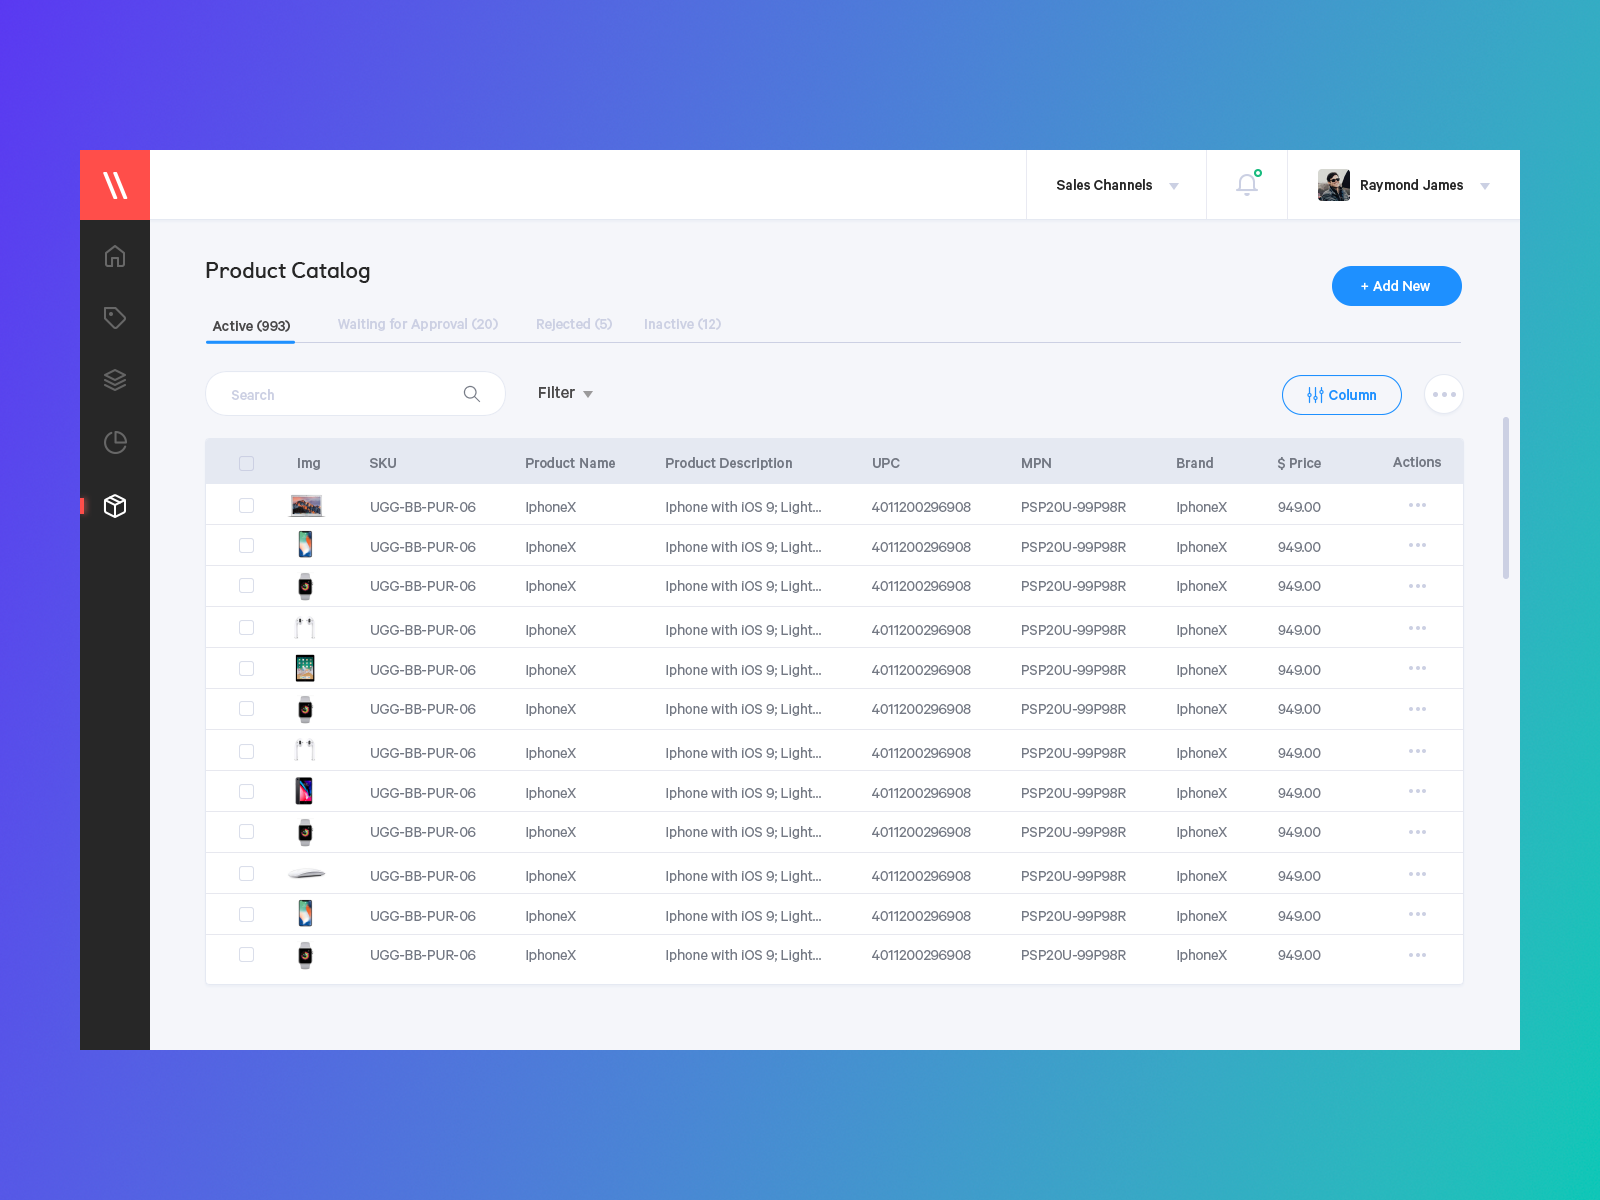 Sales Channels
Raymond James
Product Catalog
+ Add New
Active (993) Waiting for Approval (20) Rejected (5) Inactive (12)
Search
Filter
Column
Img SKU Product Name Product Description UPC MPN Brand $ Price Actions
UGG-BB-PUR-06 IphoneX Iphone with iOS 9; Light... 4011200296908 PSP20U-99P98R IphoneX 949.00
UGG-BB-PUR-06 IphoneX Iphone with iOS 9; Light... 4011200296908 PSP20U-99P98R IphoneX 949.00
UGG-BB-PUR-06 IphoneX Iphone with iOS 9; Light... 4011200296908 PSP20U-99P98R IphoneX 949.00
UGG-BB-PUR-06 IphoneX Iphone with iOS 9; Light... 4011200296908 PSP20U-99P98R IphoneX 949.00
UGG-BB-PUR-06 IphoneX Iphone with iOS 9; Light... 4011200296908 PSP20U-99P98R IphoneX 949.00
UGG-BB-PUR-06 IphoneX Iphone with iOS 9; Light... 4011200296908 PSP20U-99P98R IphoneX 949.00
UGG-BB-PUR-06 IphoneX Iphone with iOS 9; Light... 4011200296908 PSP20U-99P98R IphoneX 949.00
UGG-BB-PUR-06 IphoneX Iphone with iOS 9; Light... 4011200296908 PSP20U-99P98R IphoneX 949.00
UGG-BB-PUR-06 IphoneX Iphone with iOS 9; Light... 4011200296908 PSP20U-99P98R IphoneX 949.00
UGG-BB-PUR-06 IphoneX Iphone with iOS 9; Light... 4011200296908 PSP20U-99P98R IphoneX 949.00
UGG-BB-PUR-06 IphoneX Iphone with iOS 9; Light... 4011200296908 PSP20U-99P98R IphoneX 949.00
UGG-BB-PUR-06 IphoneX Iphone with iOS 9; Light... 4011200296908 PSP20U-99P98R IphoneX 949.00